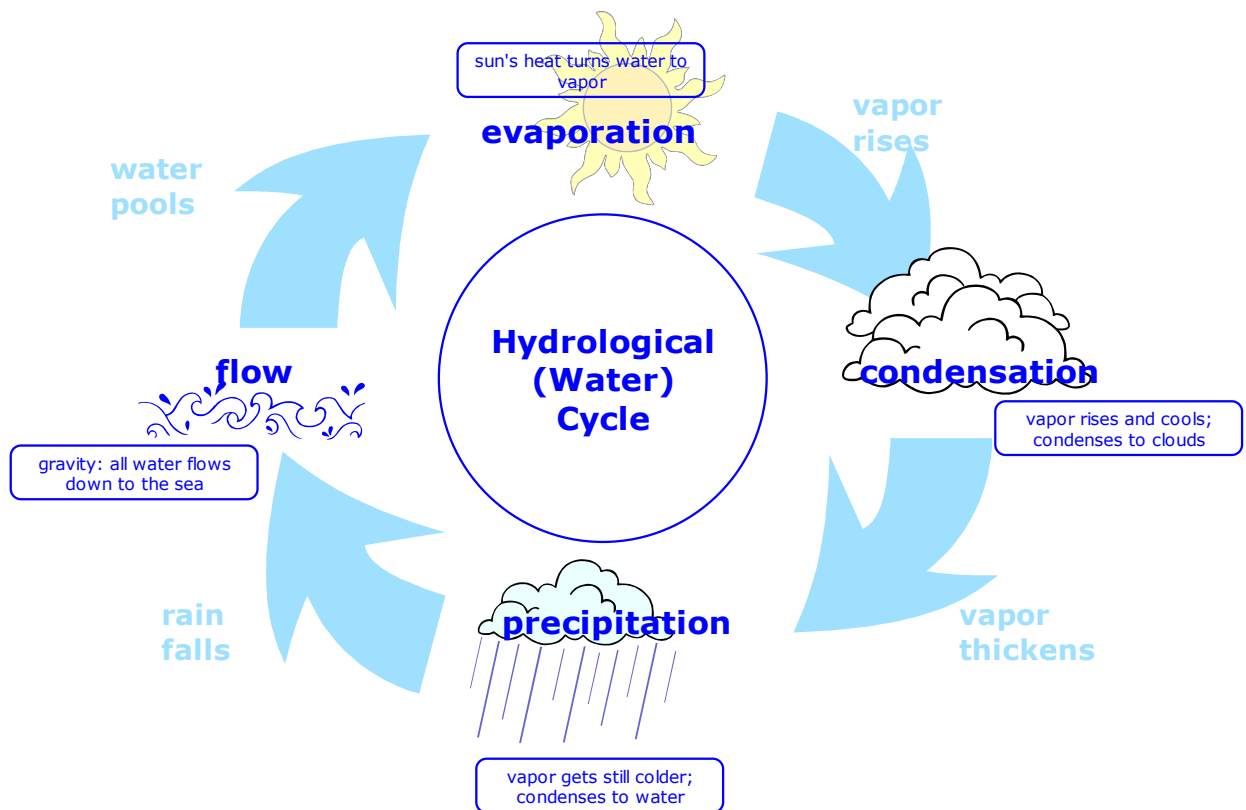 sun's heat turns water to
vapor
evaporation
vapor
rises
water
pools
Hydrological
(Water)
Cycle
flow
condensation
vapor rises and cools;
condenses to clouds
gravity: all water flows
down to the sea
precipitation
rain
falls
vapor
thickens
vapor gets still colder;
condenses to water